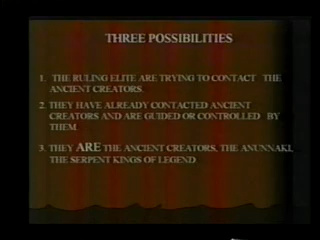 THREE POSSIBILITIES
1. THE RULING ELITE ARE TRYING TO CONTACT THE
ANCIENT CREATORS.
2. THEY HAVE ALREADY CONTACTED ANCIENT
CREATORS AND ARE GUIDED OR CONTROLLED BY
THEM.
3. THEY ARE THE ANCIENT CREATORS, THE ANUNNAKI,
THE SERPENT KINGS OF LEGEND